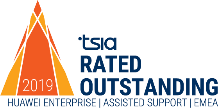 tsia
RATED
OUTSTANDING
2019
HUAWEI ENTERPRISE | ASSISTED SUPPORT | EMEA